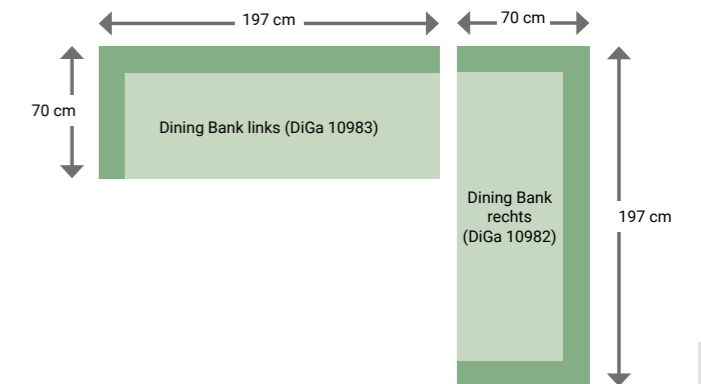 197 cm
70 cm
70 cm
Dining Bank links (DiGa 10983)
Dining Bank
rechts
(DiGa 10982)
197 cm